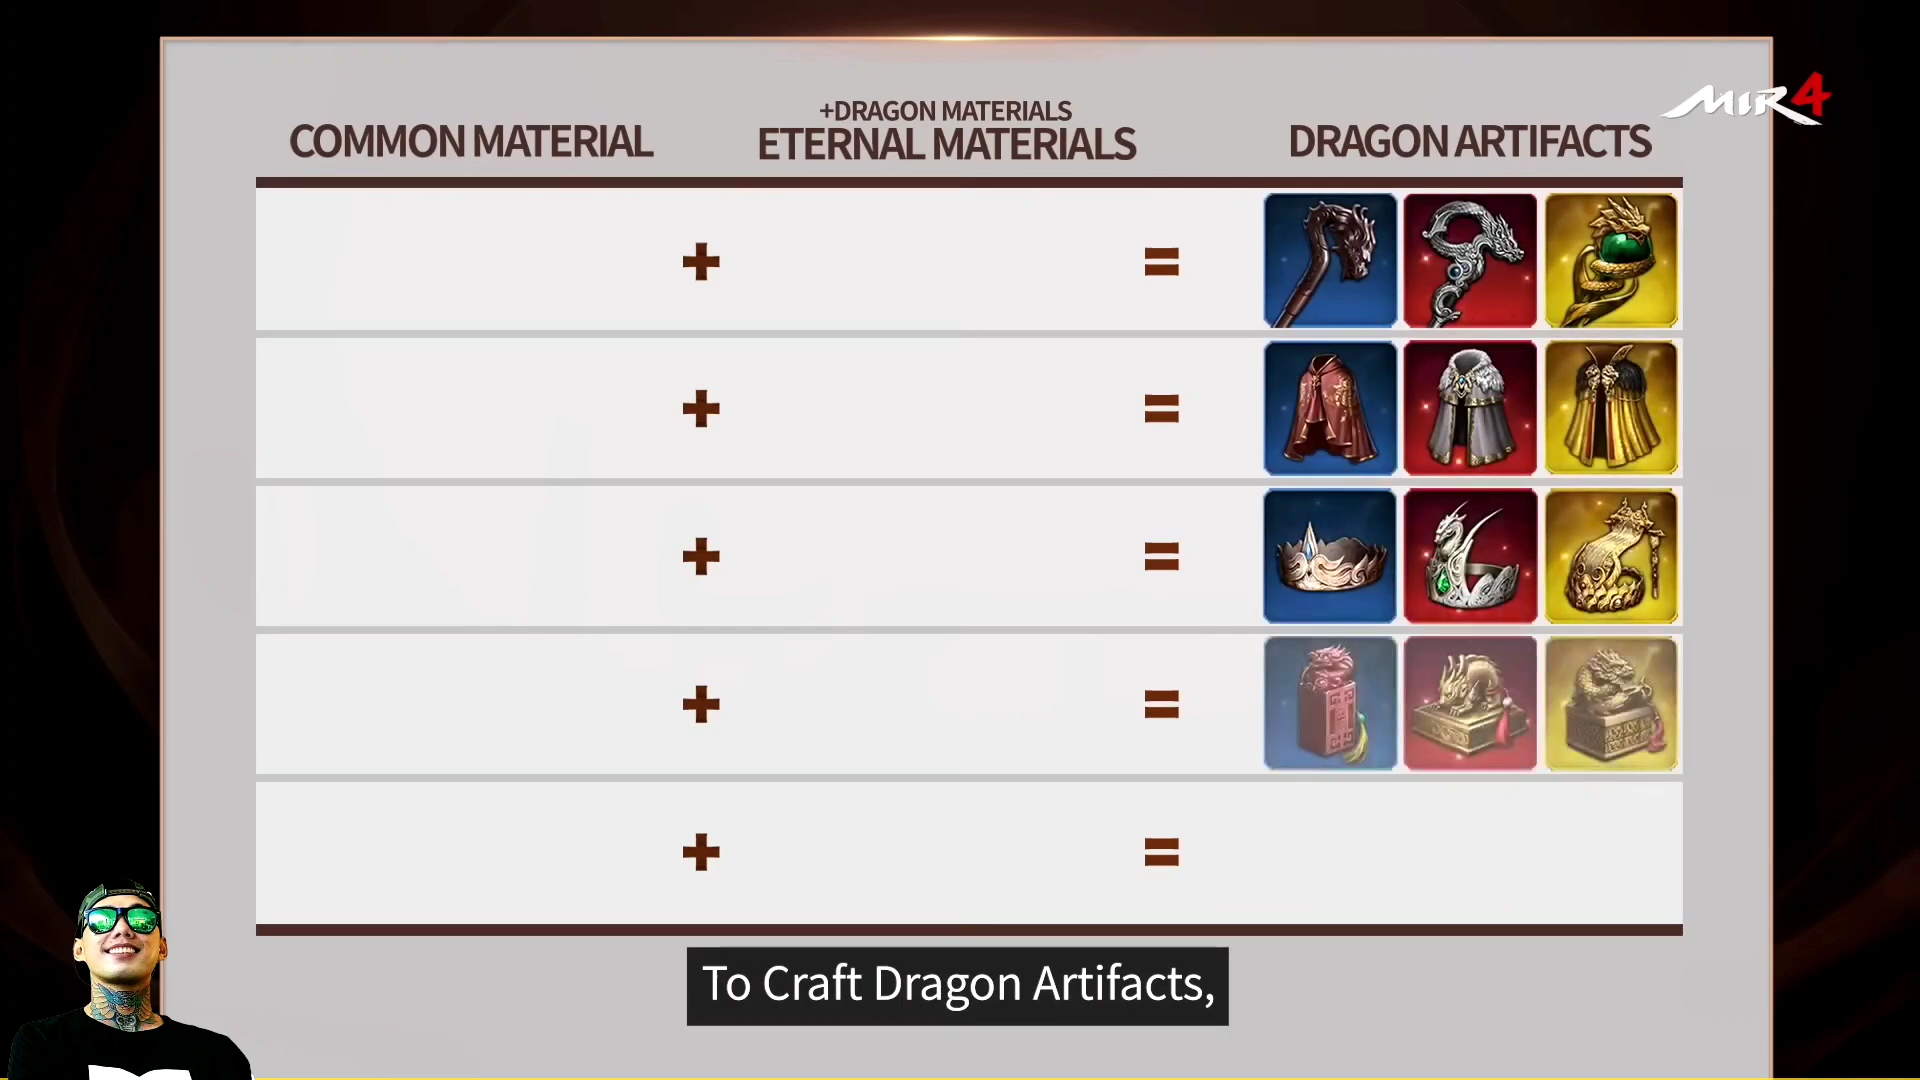 MIR4
+DRAGON MATERIALS
COMMON MATERIAL
ETERNAL MATERIALS
DRAGON ARTIFACTS
+ =
+ =
+ =
+ =
+ =
To Craft Dragon Artifacts,